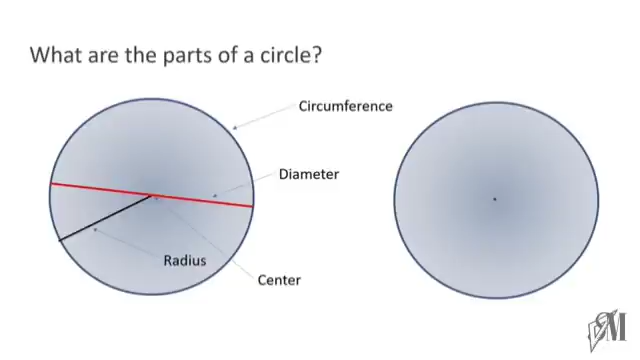 What are the parts of a circle?
Circumference
Diameter
Radius
Center